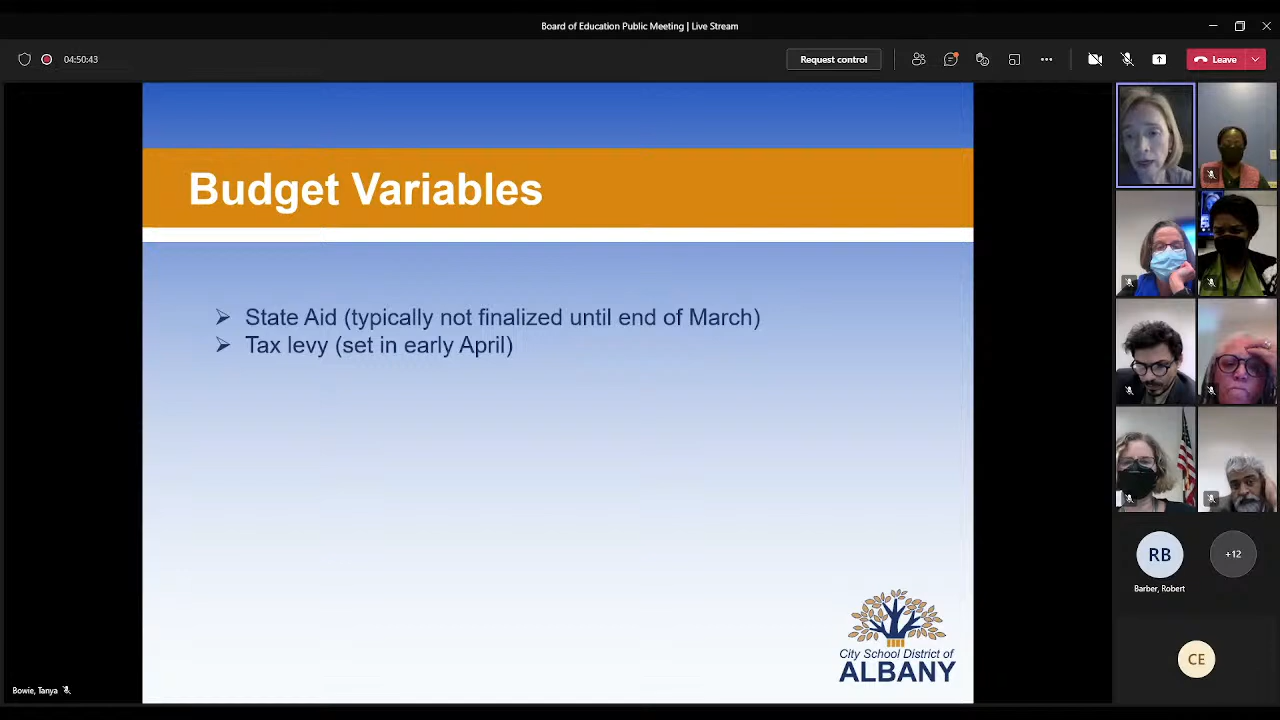 Board of Education Public Meeting | Live Stream
04:50:43
Request control
Leave
Budget Variables
State Aid (typically not finalized until end of March)
Tax levy (set in early April)
City School District of
ALBANY
RB
+12
Barber, Robert
CE
Bowie, Tanya